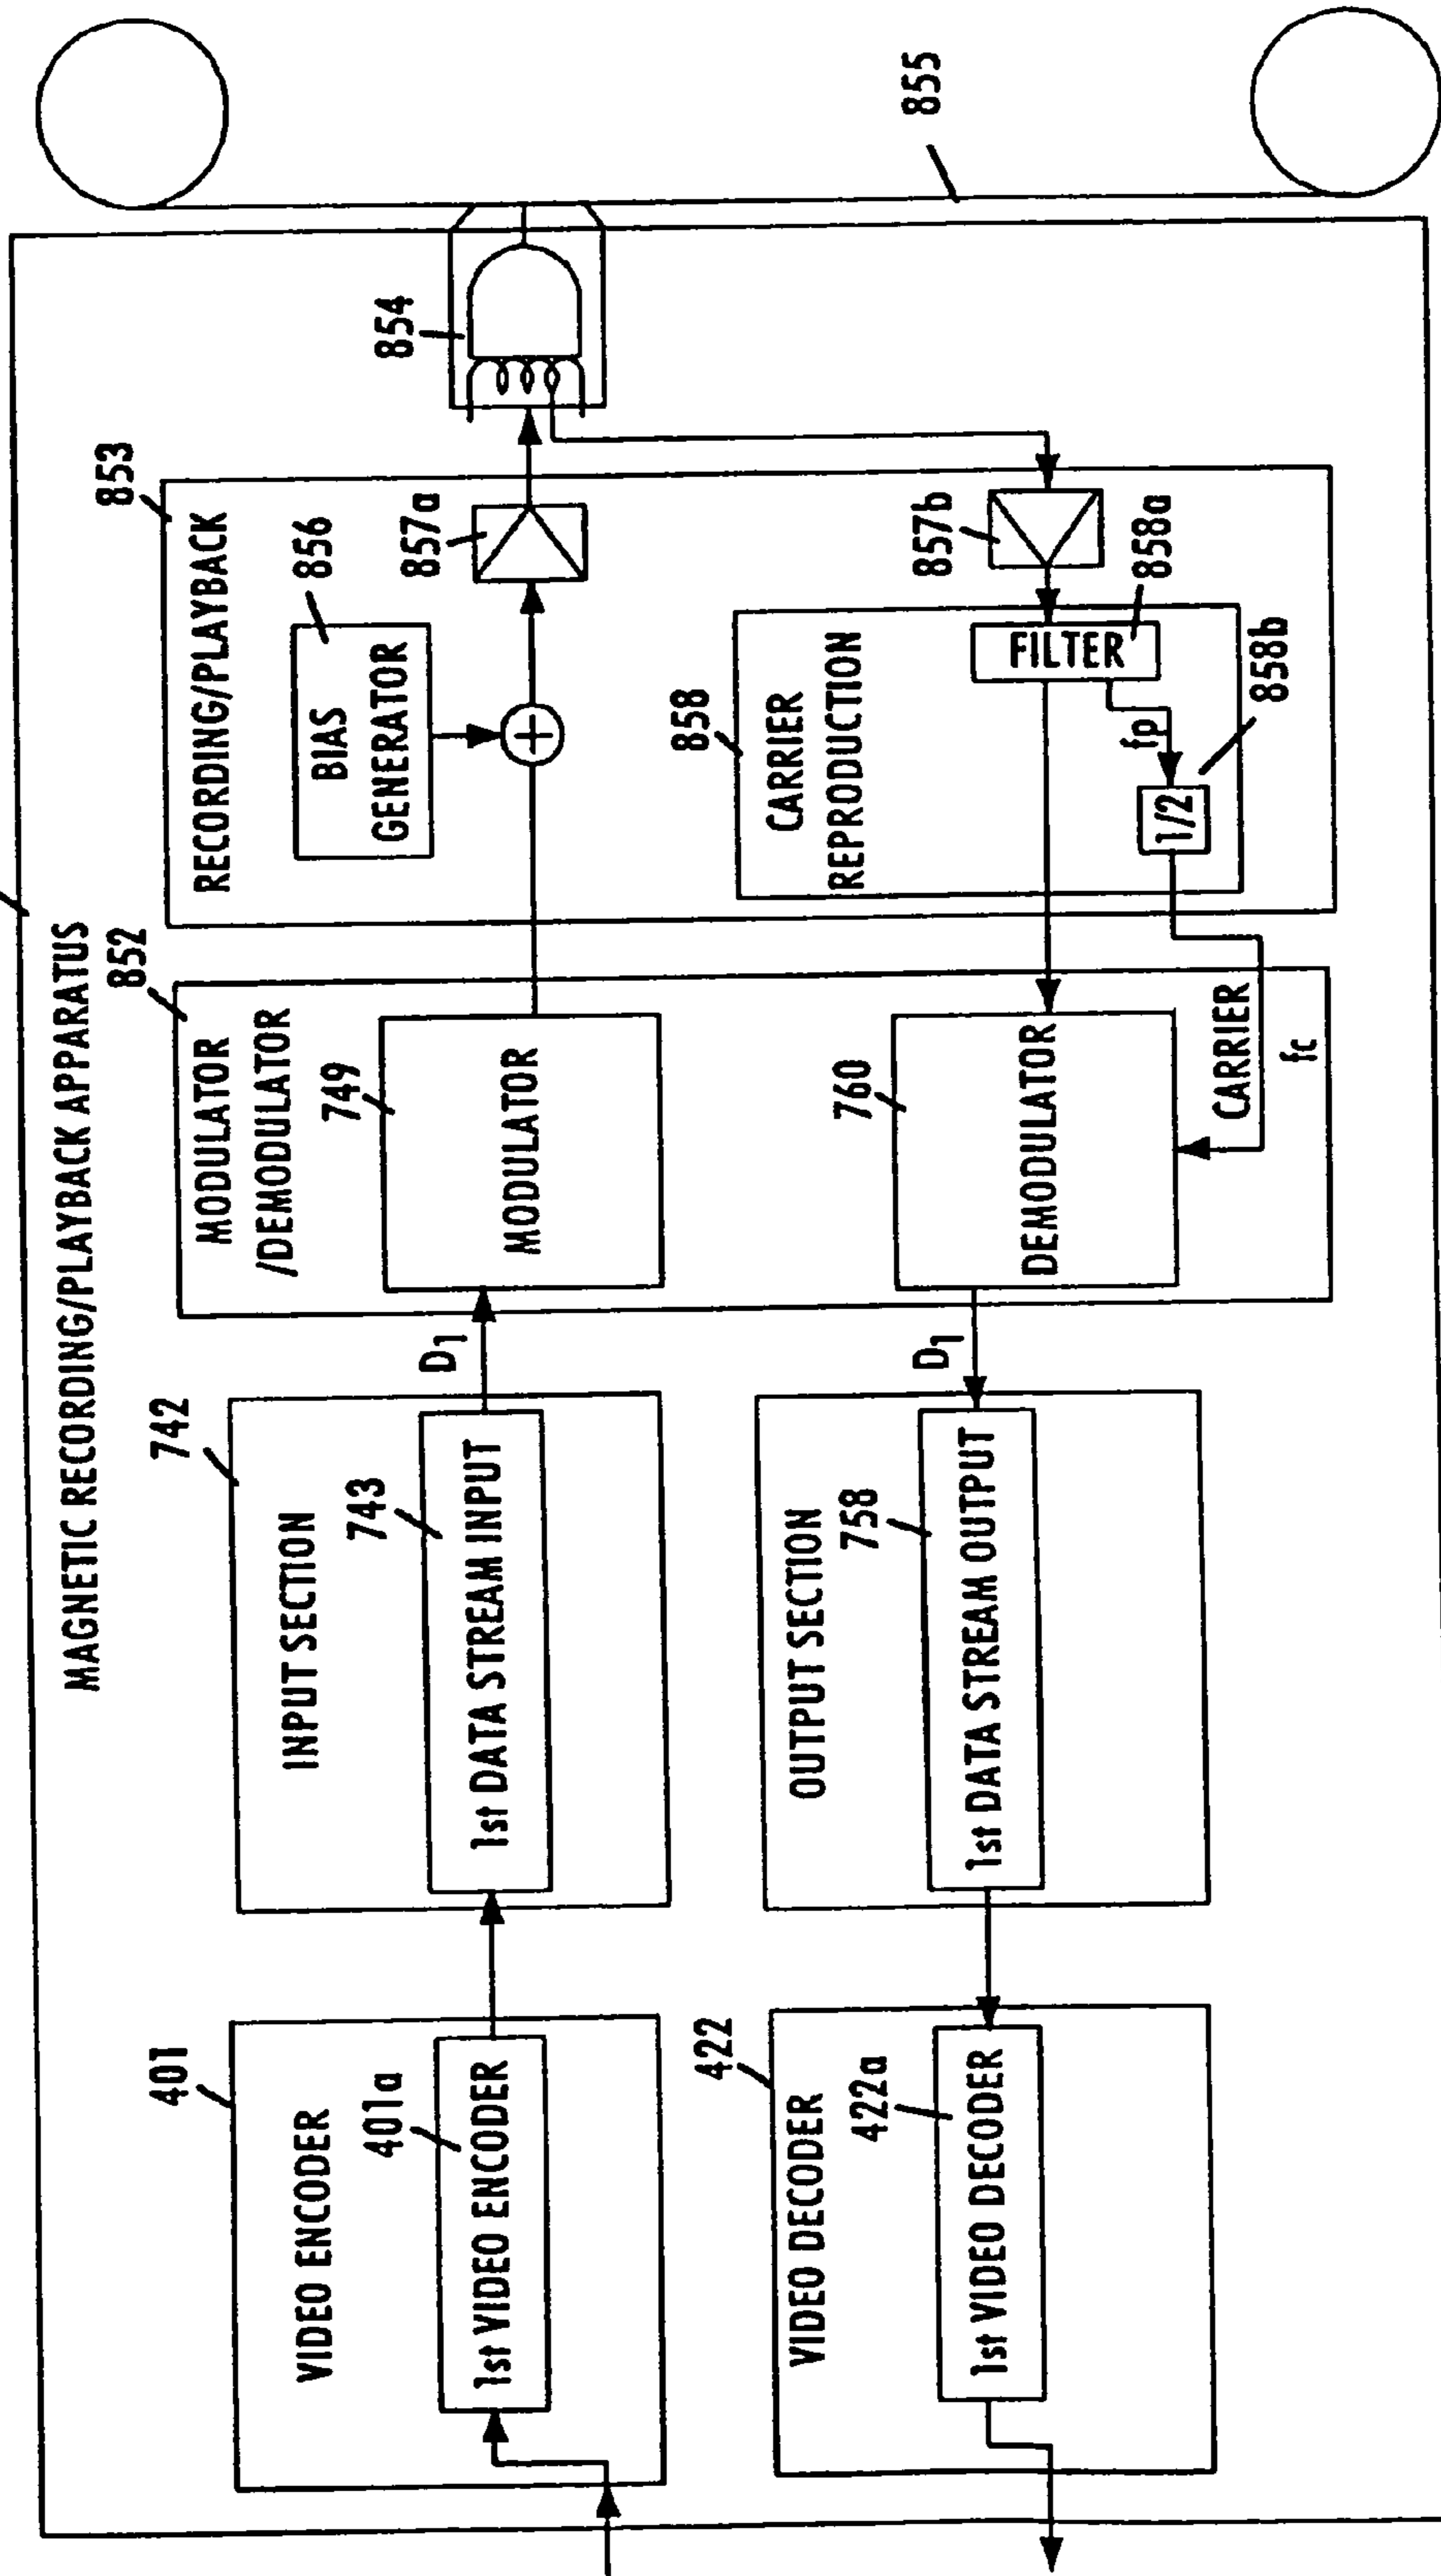 MAGNETIC RECORDING/PLAYBACK APPARATUS
401
VIDEO ENCODER
401a
1st VIDEO ENCODER
742
INPUT SECTION
743
1st DATA STREAM INPUT
D1
852
MODULATOR
/DEMODULATOR
749
MODULATOR
853
RECORDING/PLAYBACK
856
BIAS
GENERATOR
+
857a
854
855
422
VIDEO DECODER
422a
1st VIDEO DECODER
OUTPUT SECTION
758
1st DATA STREAM OUTPUT
D1
760
DEMODULATOR
CARRIER
fc
858
CARRIER
REPRODUCTION
857b
FILTER
858a
fp
1/2
858b